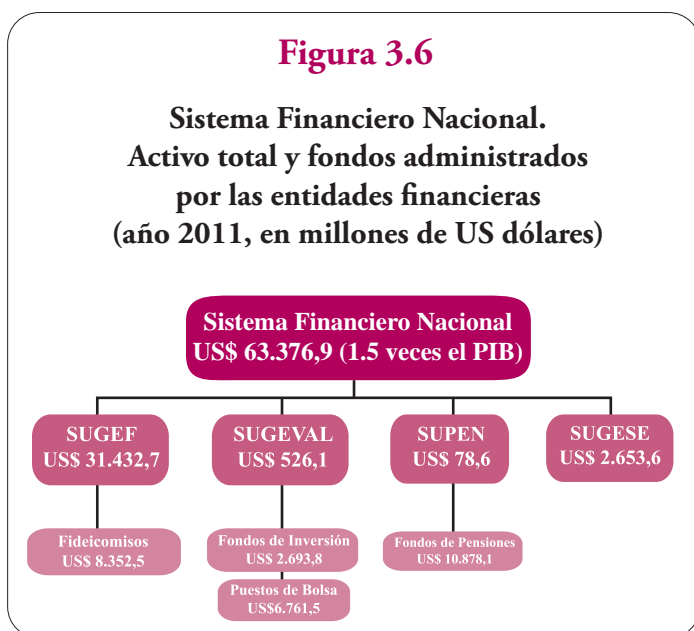 Figura 3.6
Sistema Financiero Nacional.
Activo total y fondos administrados
por las entidades financieras
(año 2011, en millones de US dólares)
Sistema Financiero Nacional
US$ 63.376,9 (1.5 veces el PIB)
SUGEF
US$ 31.432,7
SUGEVAL
US$ 526,1
SUPEN
US$ 78,6
SUGESE
US$ 2.653,6
Fideicomisos
US$ 8.352,5
Fondos de Inversión
US$ 2.693,8
Fondos de Pensiones
US$ 10.878,1
Puestos de Bolsa
US$6.761,5